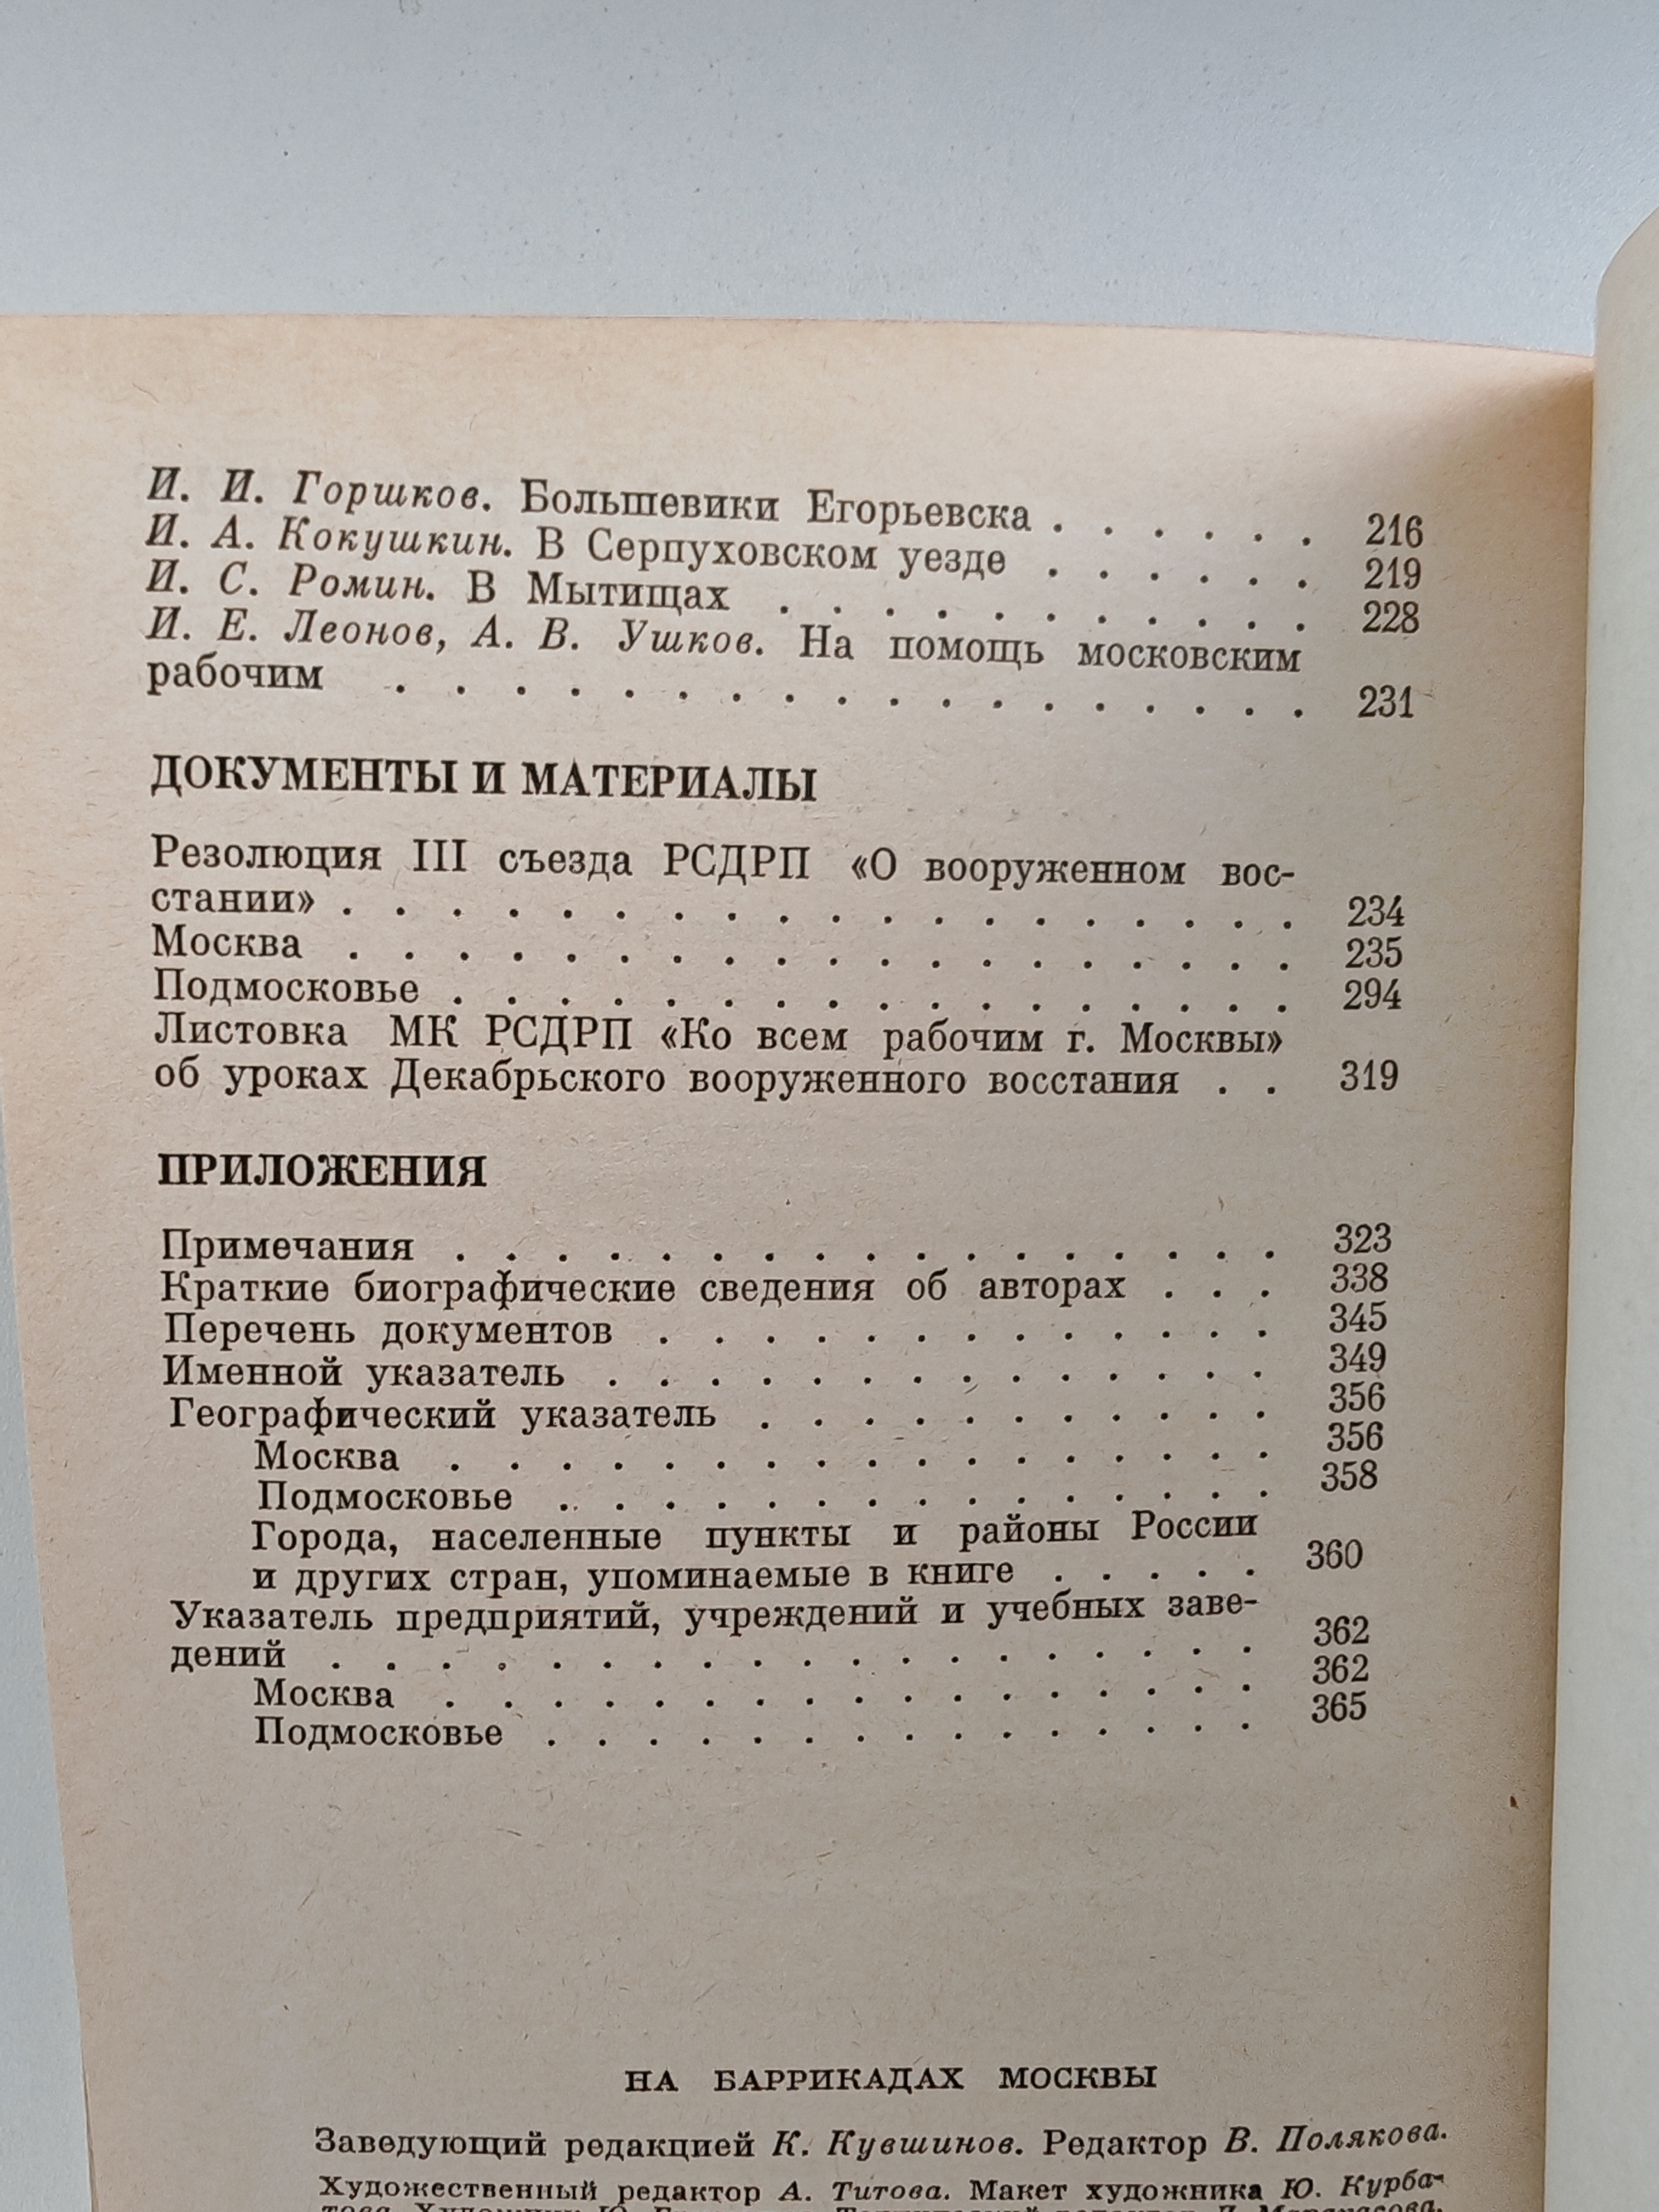 И. И. Горшков. Большевики Егорьевска . . . . . . 216
И. А. Кокушкин. В Серпуховском уезде . . . . . . 219
И. С. Ромин. В Мытищах . . . . . . . . . . . 228
И. Е. Леонов, А. В. Ушков. На помощь московским
рабочим . . . . . . . . . . . . . . . . . . 231
ДОКУМЕНТЫ И МАТЕРИАЛЫ
Резолюция III съезда РСДРП «О вооруженном вос-
стании» . . . . . . . . . . . . . . . . . . . 234
Москва . . . . . . . . . . . . . . . . . . . 235
Подмосковье . . . . . . . . . . . . . . . . . 294
Листовка МК РСДРП «Ко всем рабочим г. Москвы»
об уроках Декабрьского вооруженного восстания . . 319
ПРИЛОЖЕНИЯ
Примечания . . . . . . . . . . . . . . . . . 323
Краткие биографические сведения об авторах . . . 338
Перечень документов . . . . . . . . . . . . . 345
Именной указатель . . . . . . . . . . . . . . 349
Географический указатель . . . . . . . . . . . 356
Москва . . . . . . . . . . . . . . . . . 356
Подмосковье . . . . . . . . . . . . . . . 358
Города, населенные пункты и районы России
и других стран, упоминаемые в книге . . . . . 360
Указатель предприятий, учреждений и учебных заве-
дений . . . . . . . . . . . . . . . . . . . 362
Москва . . . . . . . . . . . . . . . . . 362
Подмосковье . . . . . . . . . . . . . . . 365
НА БАРРИКАДАХ МОСКВЫ
Заведующий редакцией К. Кувшинов. Редактор В. Полякова.
Художественный редактор А. Титова. Макет художника Ю. Курба-